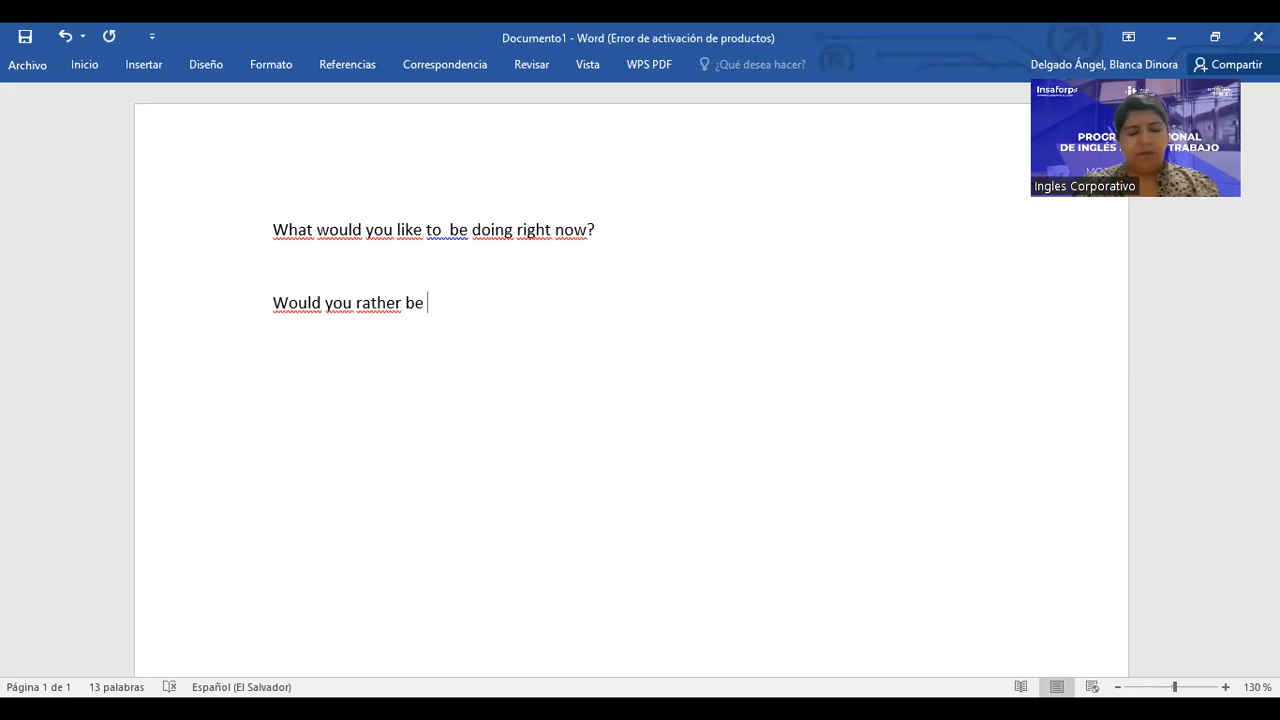 Documento1 - Word (Error de activación de productos)
Archivo Inicio Insertar Diseño Formato Referencias Correspondencia Revisar Vista WPS PDF ¿Qué desea hacer? Delgado Ángel, Blanca Dinora Compartir
Insaforp
DE INGLÉS TRABAJO
Ingles Corporativo
What would you like to  be doing right now?
Would you rather be
Página 1 de 1 13 palabras Español (El Salvador) 130 %